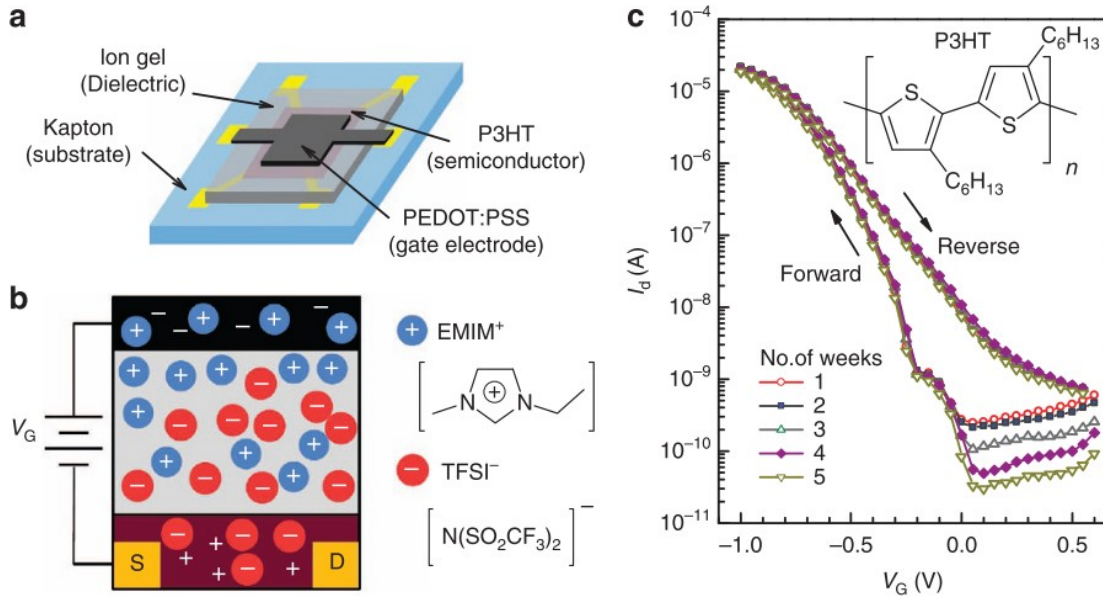 a
Ion gel
(Dielectric)
Kapton
(substrate)
P3HT
(semiconductor)
PEDOT:PSS
(gate electrode)
b
V_G
S
D
+
−
EMIM⁺
+
N
N
TFSI⁻
[N(SO₂CF₃)₂]⁻
c
10⁻⁴
10⁻⁵
10⁻⁶
10⁻⁷
10⁻⁸
10⁻⁹
10⁻¹⁰
10⁻¹¹
I_d (A)
P3HT
C₆H₁₃
S
S
C₆H₁₃
n
Reverse
Forward
No.of weeks
1
2
3
4
5
−1.0
−0.5
0.0
0.5
V_G (V)